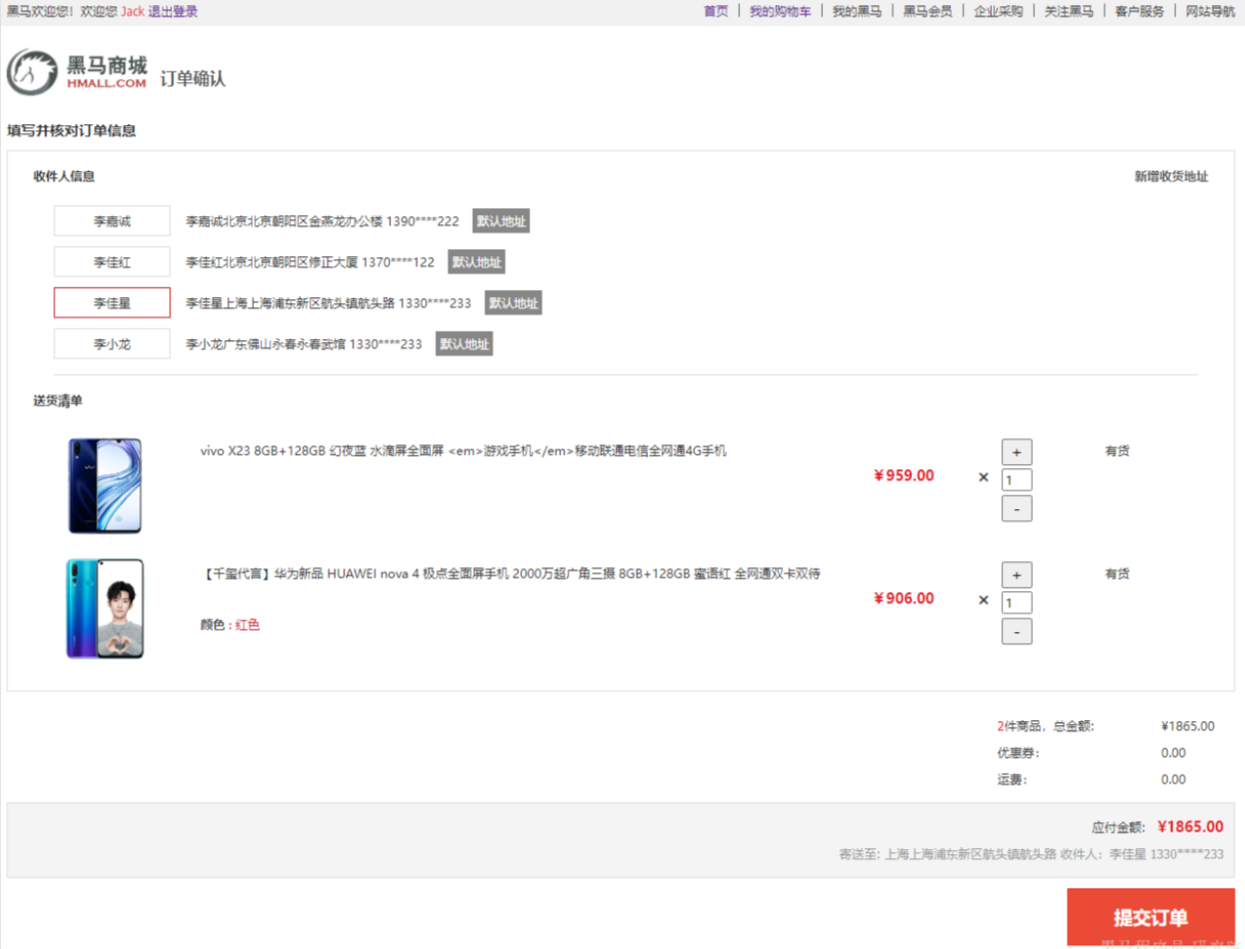 黑马欢迎您！欢迎您 Jack 退出登录 首页 | 我的购物车 | 我的黑马 | 黑马会员 | 企业采购 | 关注黑马 | 客户服务 | 网站导航
黑马商城
HMALL.COM
订单确认
填写并核对订单信息
收件人信息 新增收货地址
李嘉诚 李嘉诚北京北京朝阳区金燕龙办公楼 1390****222 默认地址
李佳红 李佳红北京北京朝阳区修正大厦 1370****122 默认地址
李佳星 李佳星上海上海浦东新区航头镇航头路 1330****233 默认地址
李小龙 李小龙广东佛山永春永春武馆 1330****233 默认地址
送货清单
vivo X23 8GB+128GB 幻夜蓝 水滴屏全面屏 <em>游戏手机</em>移动联通电信全网通4G手机 + 有货
￥959.00 × 1
-
【千玺代言】华为新品 HUAWEI nova 4 极点全面屏手机 2000万超广角三摄 8GB+128GB 蜜语红 全网通双卡双待 + 有货
￥906.00 × 1
颜色 : 红色 -
2件商品，总金额: ¥1865.00
优惠券: 0.00
运费: 0.00
应付金额: ¥1865.00
寄送至: 上海上海浦东新区航头镇航头路 收件人：李佳星 1330****233
提交订单